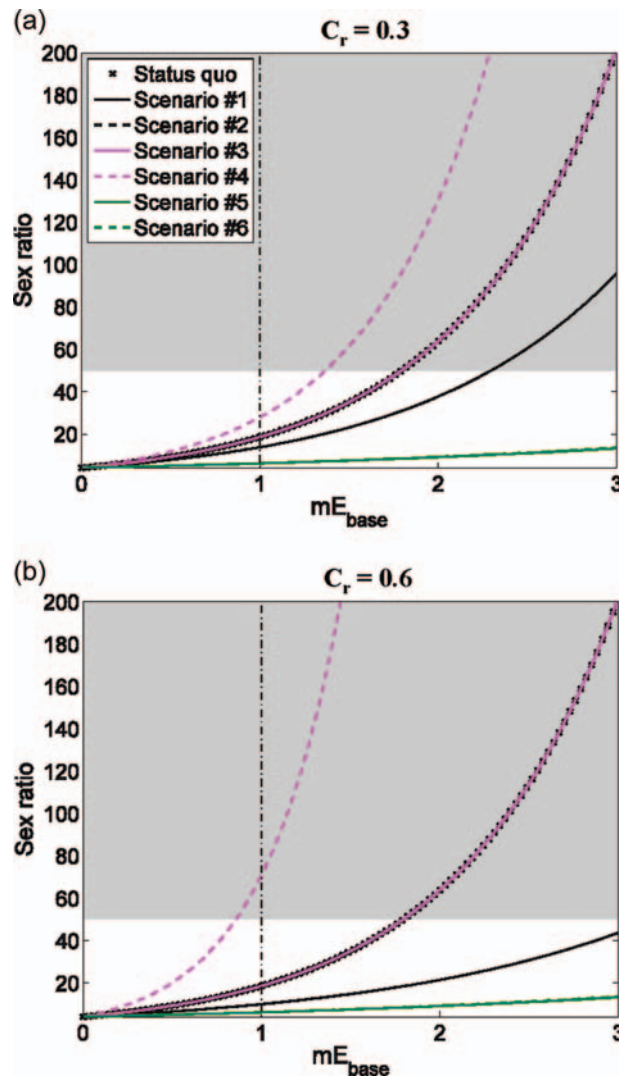 (a)
C_r = 0.3
200
180
160
140
120
100
80
60
40
20
Sex ratio
Status quo
Scenario #1
Scenario #2
Scenario #3
Scenario #4
Scenario #5
Scenario #6
0
1
2
3
mE_base
(b)
C_r = 0.6
200
180
160
140
120
100
80
60
40
20
Sex ratio
0
1
2
3
mE_base